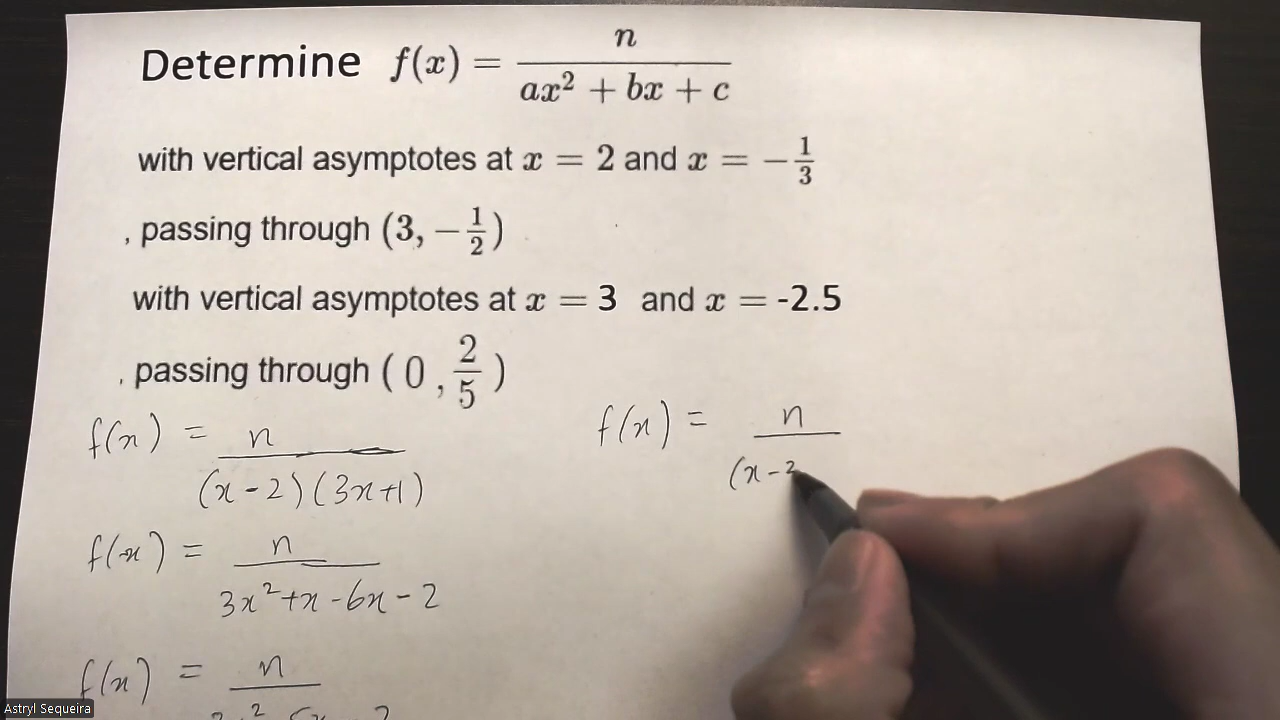 Determine f(x) = n / (ax² + bx + c)
with vertical asymptotes at x = 2 and x = -1/3
, passing through (3, -1/2)
with vertical asymptotes at x = 3 and x = -2.5
, passing through ( 0 , 2/5 )
f(x) = n / (x-2)(3x+1)
f(x) = n / 3x²+x-6x-2
f(x) = n
f(x) = n / (x-
Astryl Sequeira